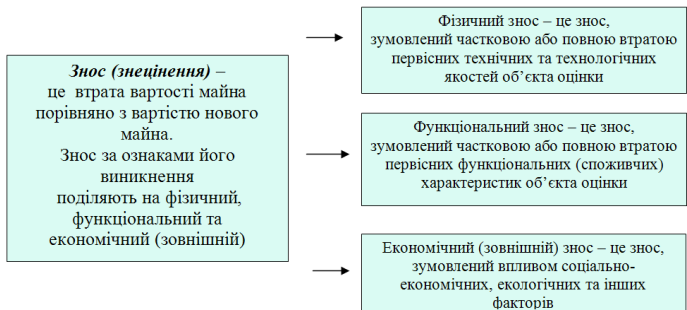 Знос (знецінення) –
це втрата вартості майна
порівняно з вартістю нового
майна.
Знос за ознаками його
виникнення
поділяють на фізичний,
функціональний та
економічний (зовнішній)
Фізичний знос – це знос,
зумовлений частковою або повною втратою
первісних технічних та технологічних
якостей об’єкта оцінки
Функціональний знос – це знос,
зумовлений частковою або повною втратою
первісних функціональних (споживчих)
характеристик об’єкта оцінки
Економічний (зовнішній) знос – це знос,
зумовлений впливом соціально-
економічних, екологічних та інших
факторів